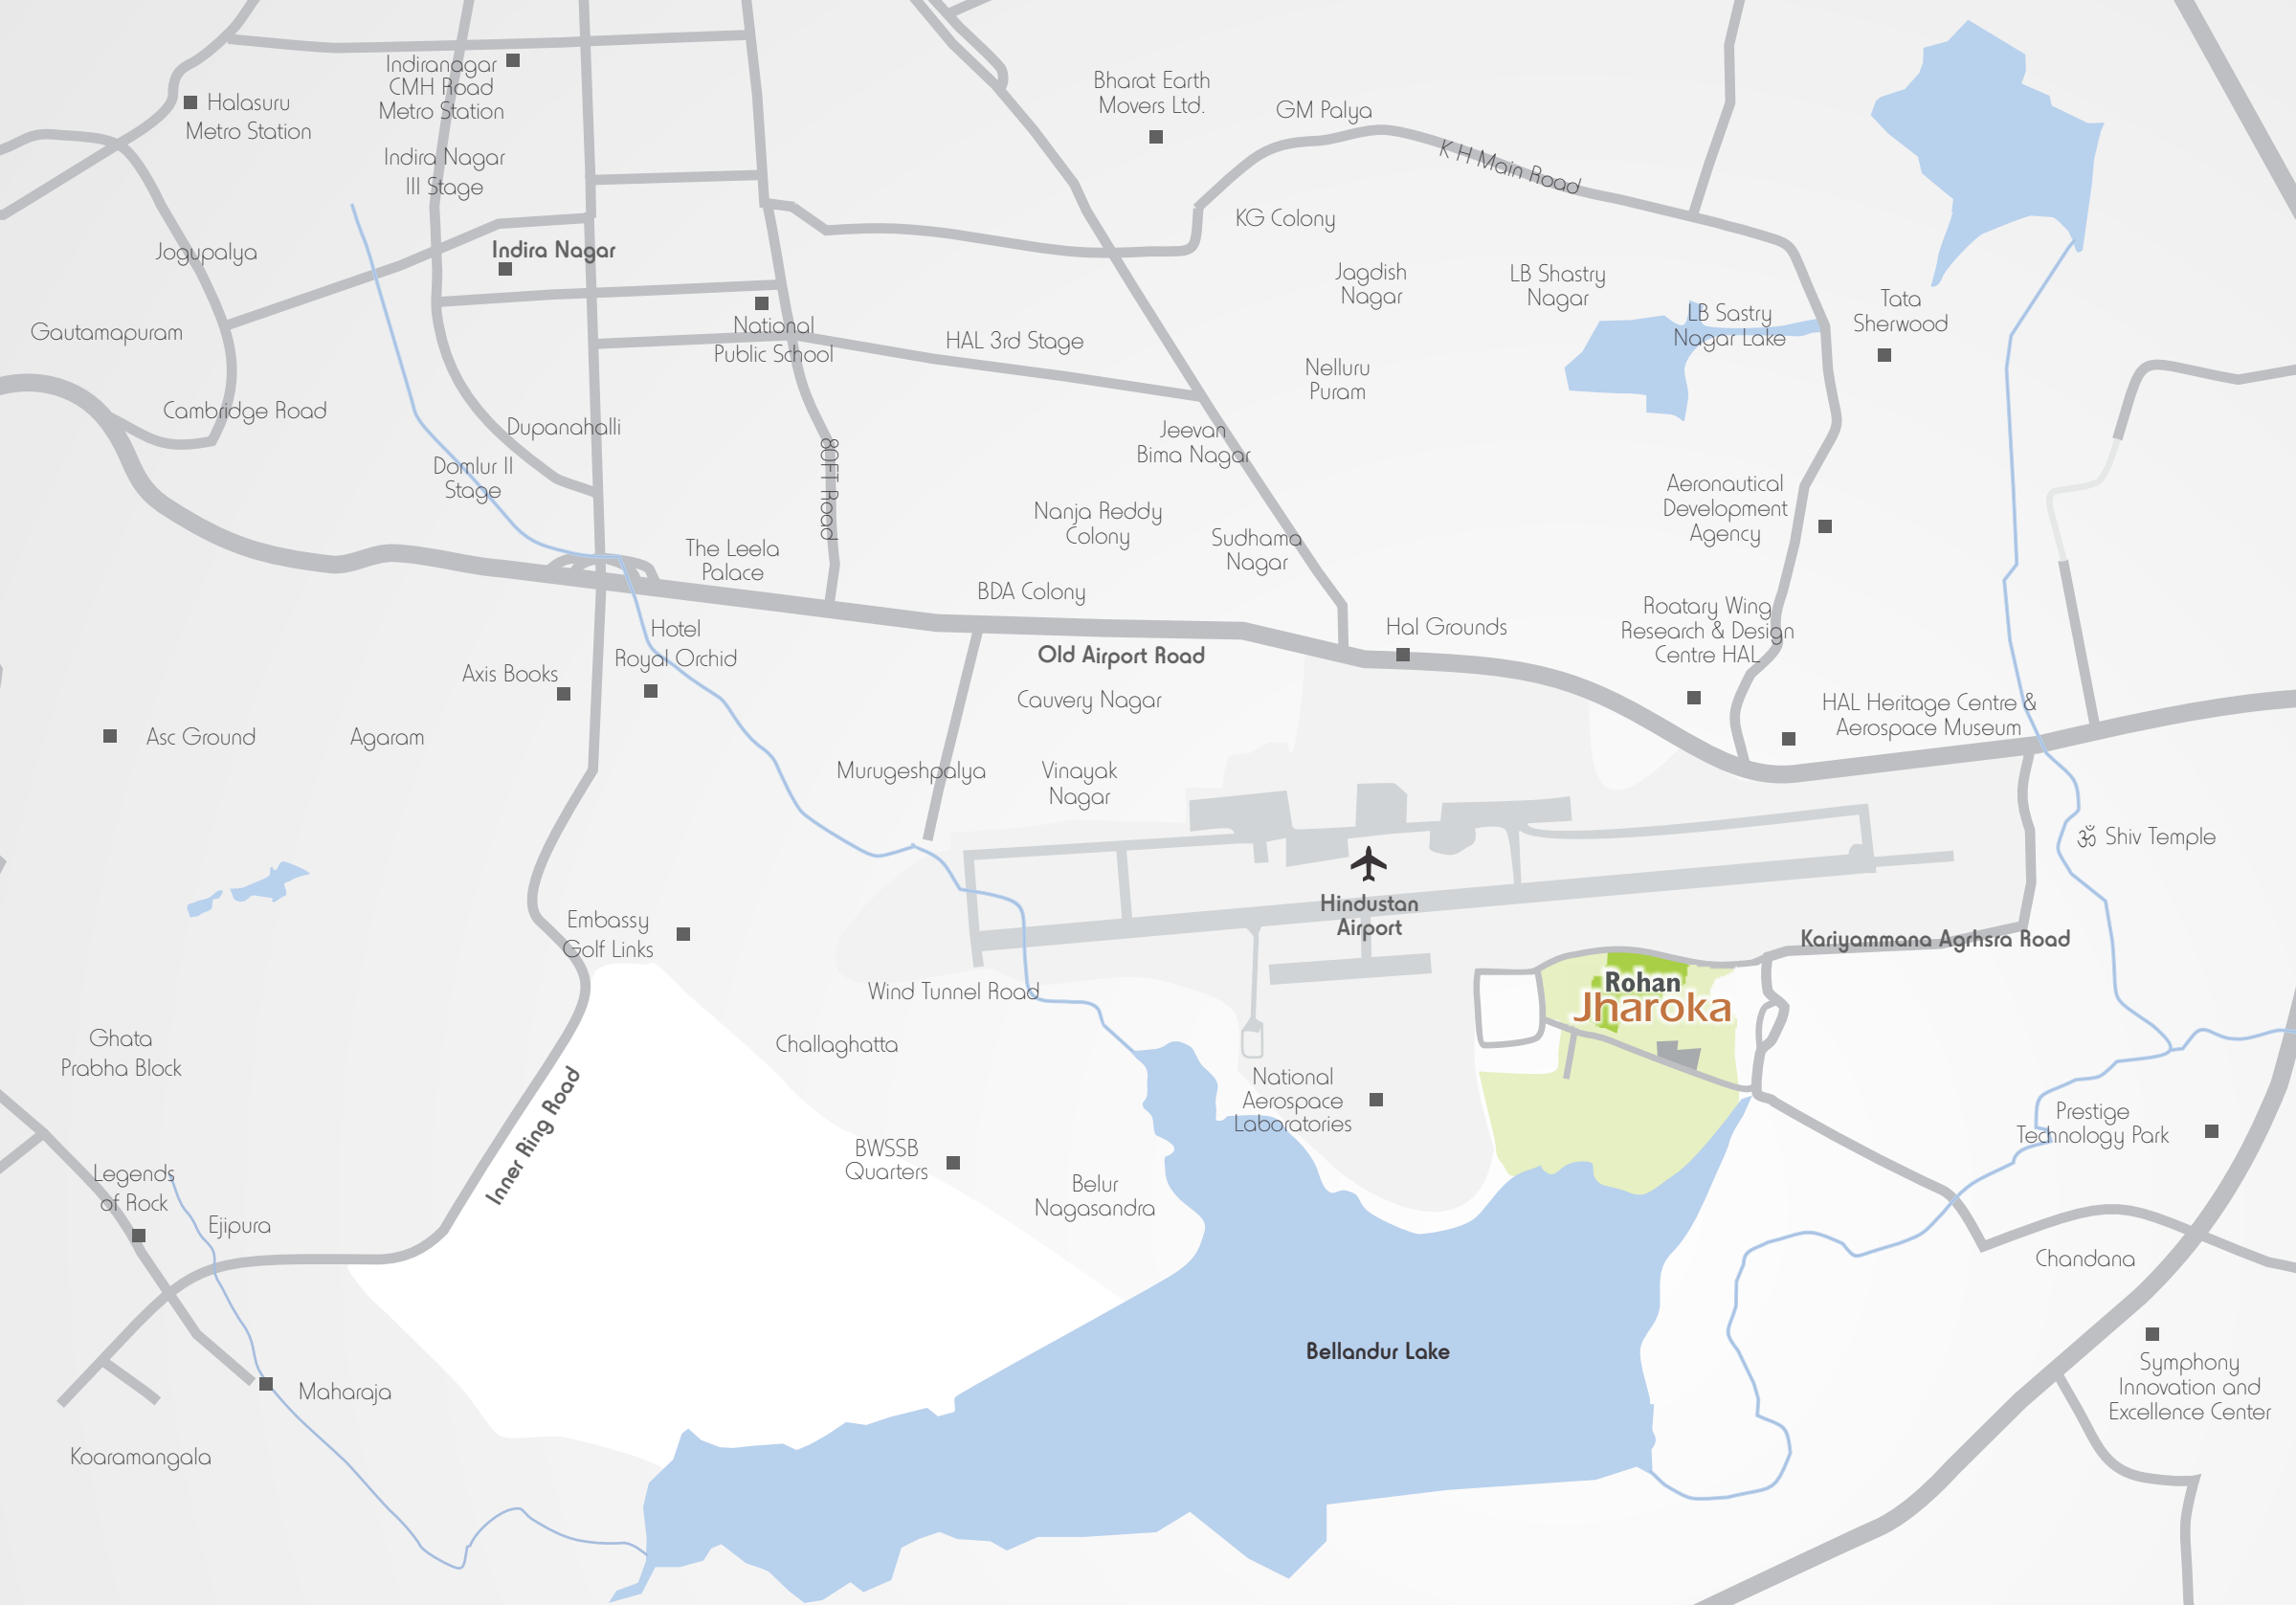 Indiranagar
CMH Road
Metro Station
Halasuru
Metro Station
Bharat Earth
Movers Ltd.
GM Palya
K H Main Road
Indira Nagar
III Stage
KG Colony
Jogupalya
Indira Nagar
Jagdish
Nagar
LB Shastry
Nagar
LB Sastry
Nagar Lake
Tata
Sherwood
Gautamapuram
National
Public School
HAL 3rd Stage
Nelluru
Puram
Cambridge Road
Dupanahalli
80FT Road
Jeevan
Bima Nagar
Domlur II
Stage
Aeronautical
Development
Agency
Nanja Reddy
Colony
Sudhama
Nagar
The Leela
Palace
BDA Colony
Hotel
Royal Orchid
Old Airport Road
Hal Grounds
Roatary Wing
Research & Design
Centre HAL
Axis Books
Cauvery Nagar
HAL Heritage Centre &
Aerospace Museum
Asc Ground
Agaram
Murugeshpalya
Vinayak
Nagar
ॐ Shiv Temple
Hindustan
Airport
Embassy
Golf Links
Kariyammana Agrhsra Road
Wind Tunnel Road
Rohan
Jharoka
Ghata
Prabha Block
Challaghatta
Inner Ring Road
National
Aerospace
Laboratories
Prestige
Technology Park
BWSSB
Quarters
Legends
of Rock
Belur
Nagasandra
Ejipura
Chandana
Bellandur Lake
Symphony
Innovation and
Excellence Center
Maharaja
Koaramangala